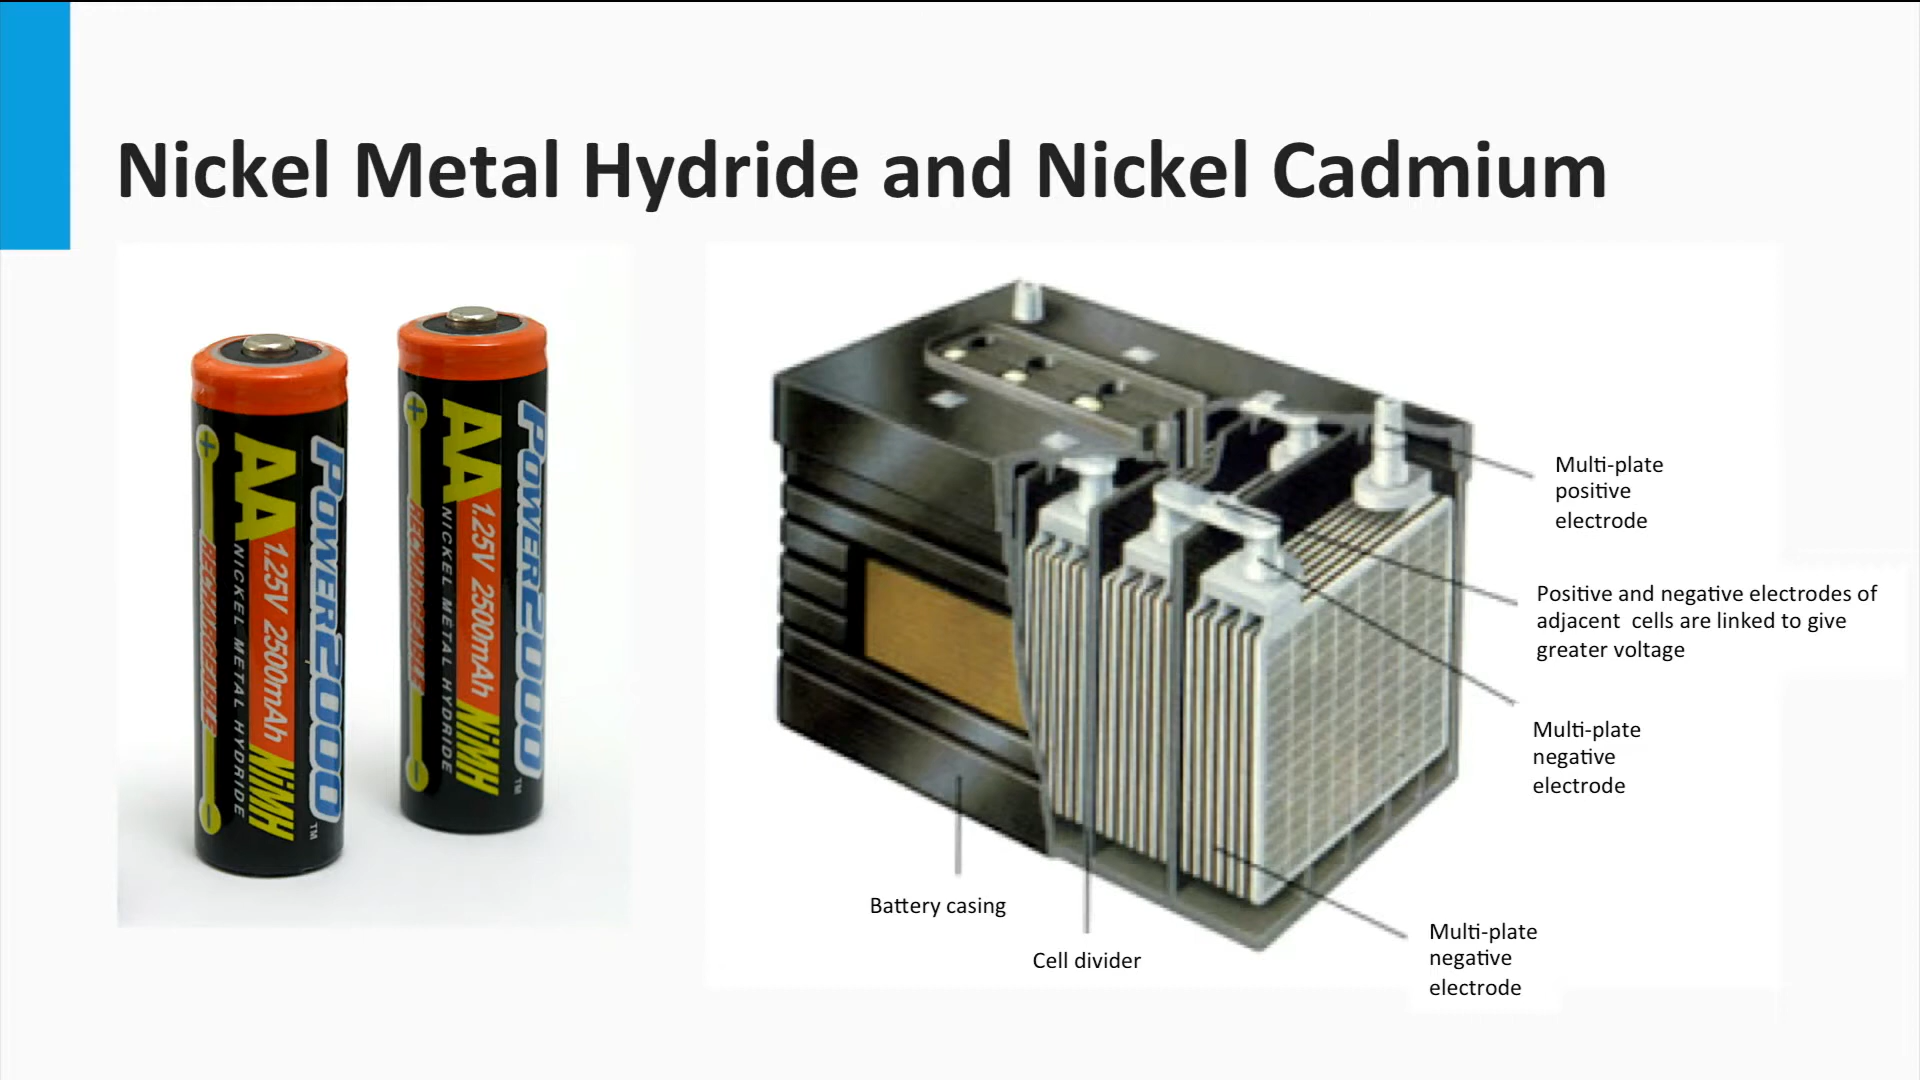 Nickel Metal Hydride and Nickel Cadmium
POWER2000 TM
AA 1.25V 2500mAh NiMH
NICKEL METAL HYDRIDE
+ RECHARGEABLE −
POWER2000 TM
AA 1.25V 2500mAh NiMH
NICKEL METAL HYDRIDE
+ RECHARGEABLE −
Multi-plate
positive
electrode
Positive and negative electrodes of
adjacent cells are linked to give
greater voltage
Multi-plate
negative
electrode
Battery casing
Cell divider
Multi-plate
negative
electrode